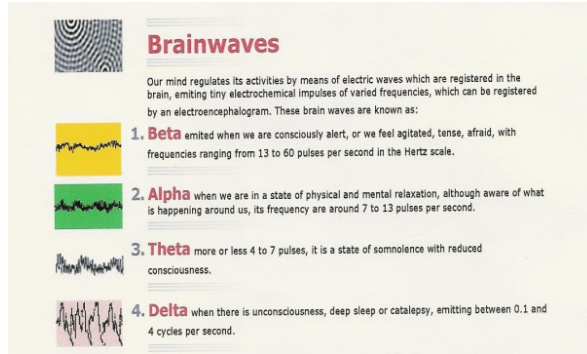 Brainwaves
Our mind regulates its activities by means of electric waves which are registered in the
brain, emiting tiny electrochemical impulses of varied frequencies, which can be registered
by an electroencephalogram. These brain waves are known as:
1. Beta emited when we are consciously alert, or we feel agitated, tense, afraid, with
frequencies ranging from 13 to 60 pulses per second in the Hertz scale.
2. Alpha when we are in a state of physical and mental relaxation, although aware of what
is happening around us, its frequency are around 7 to 13 pulses per second.
3. Theta more or less 4 to 7 pulses, it is a state of somnolence with reduced
consciousness.
4. Delta when there is unconsciousness, deep sleep or catalepsy, emitting between 0.1 and
4 cycles per second.